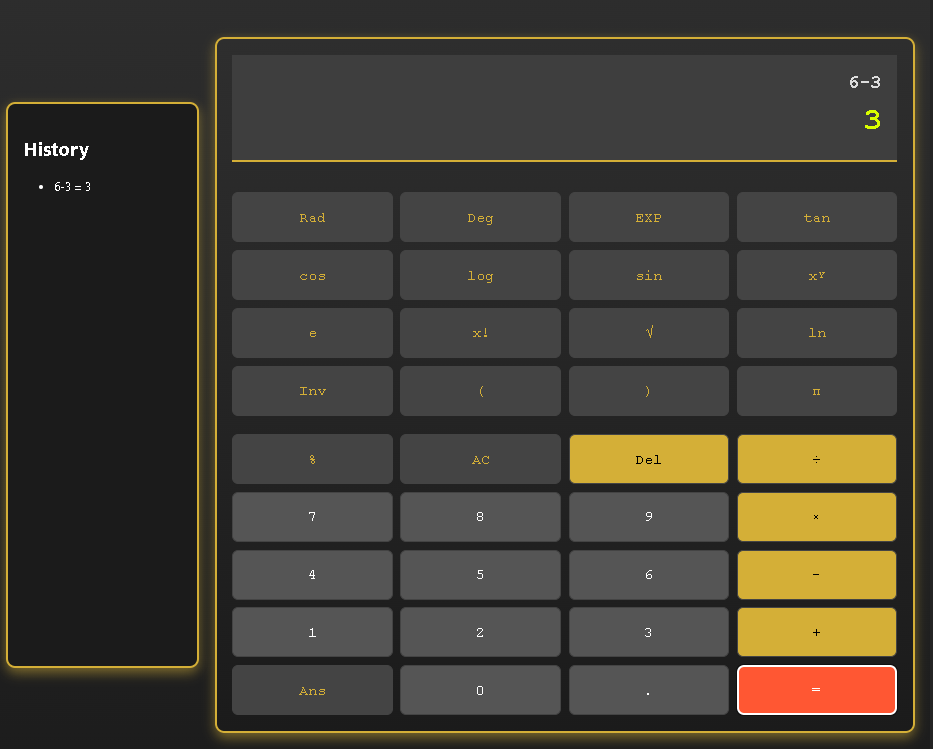 6-3
3
History
• 6-3 = 3
Rad Deg EXP tan
cos log sin xʸ
e x! √ ln
Inv ( ) π
% AC Del ÷
7 8 9 ×
4 5 6 -
1 2 3 +
Ans 0 . =